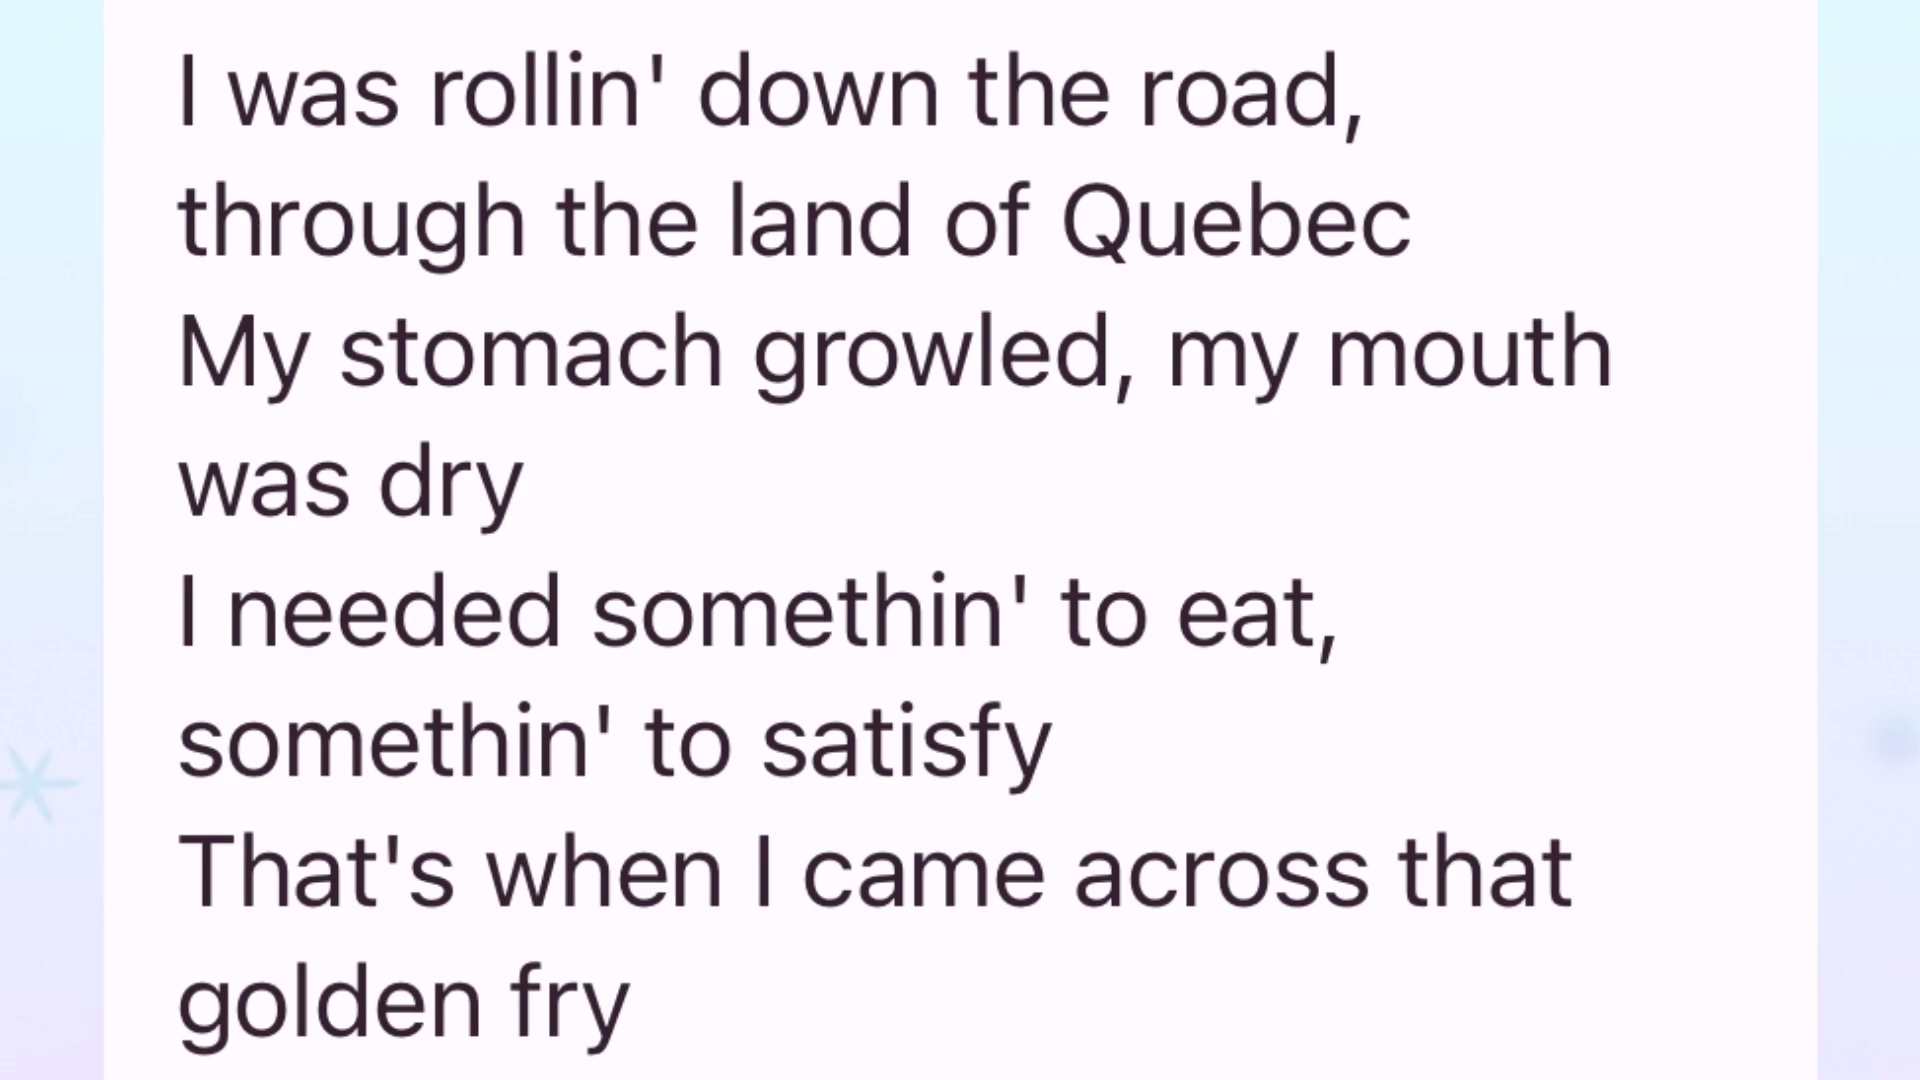 I was rollin' down the road,
through the land of Quebec
My stomach growled, my mouth
was dry
I needed somethin' to eat,
somethin' to satisfy
That's when I came across that
golden fry